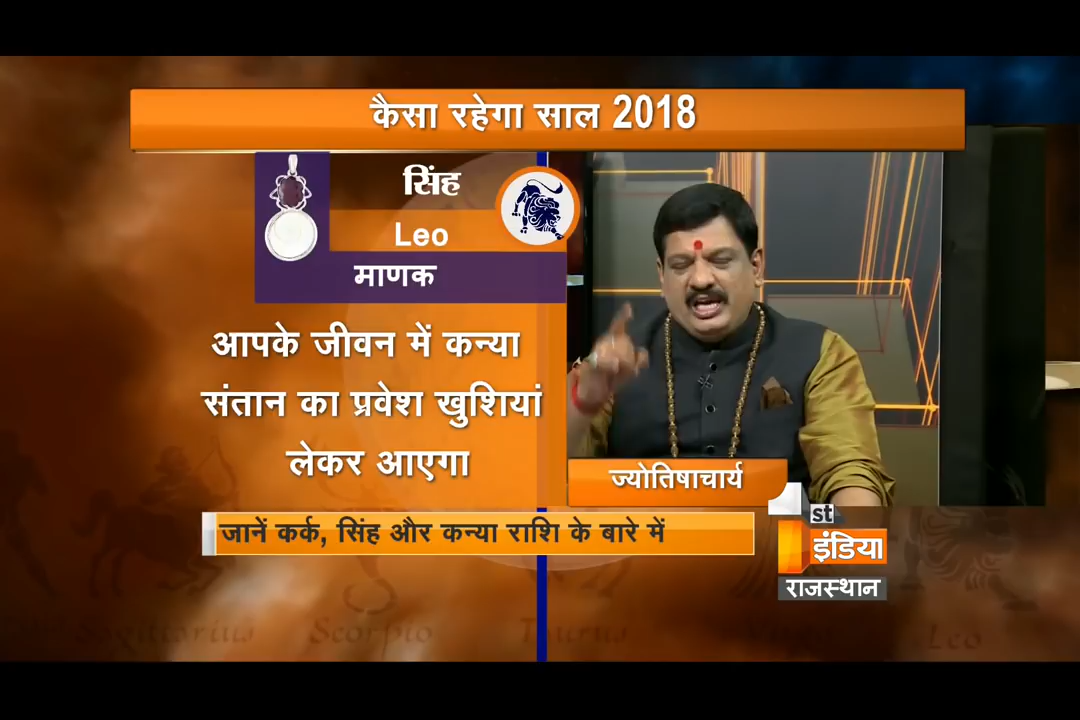 कैसा रहेगा साल 2018
सिंह
Leo
माणक
आपके जीवन में कन्या
संतान का प्रवेश खुशियां
लेकर आएगा
ज्योतिषाचार्य
जानें कर्क, सिंह और कन्या राशि के बारे में
1st
इंडिया
राजस्थान
Sagittarius
Scorpio
Taurus
Leo